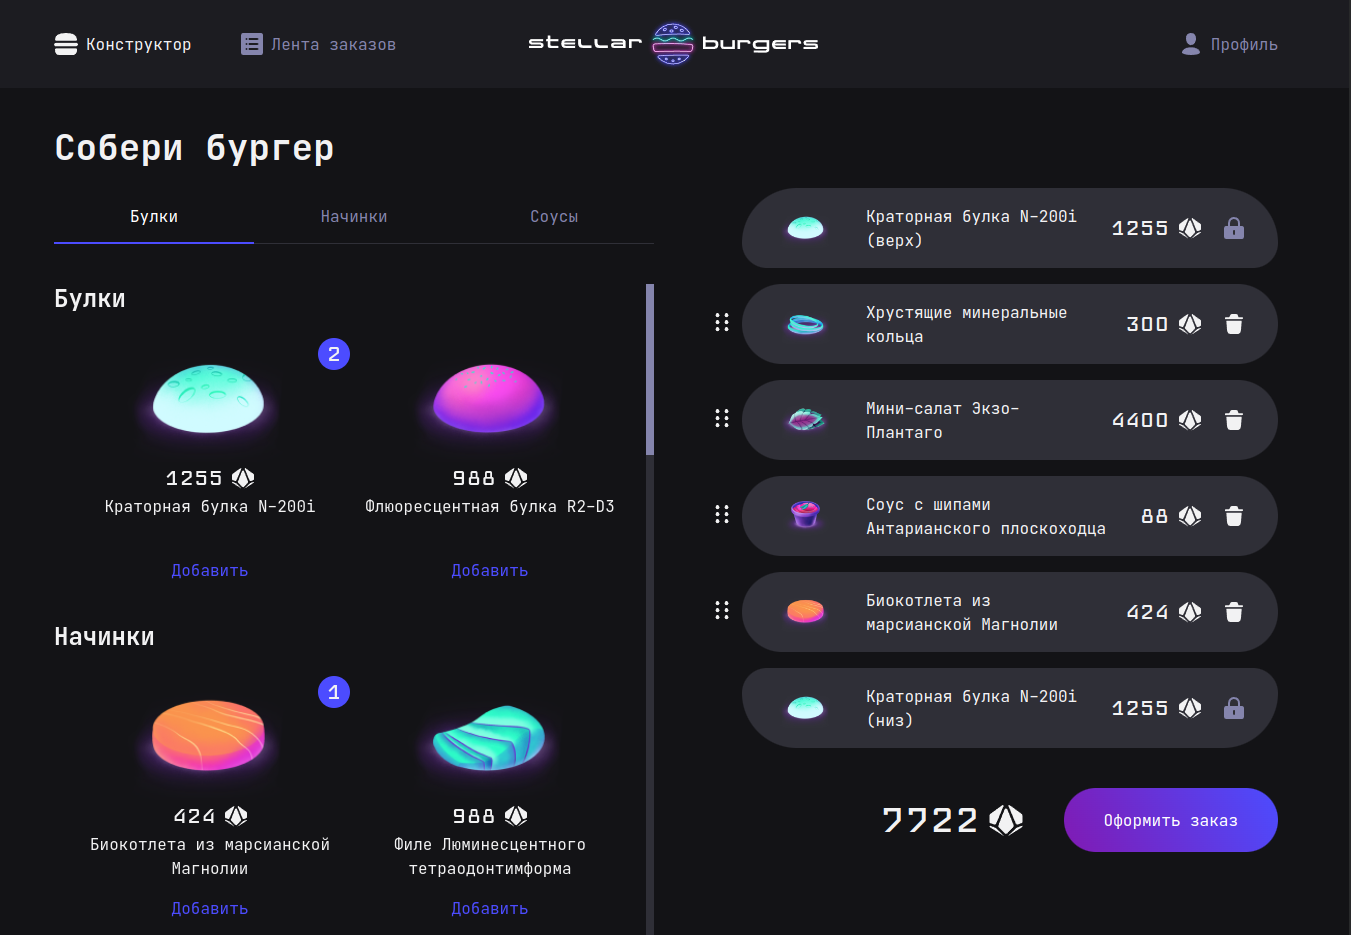 Конструктор
Лента заказов
stellar burgers
Профиль
Собери бургер
Булки
Начинки
Соусы
Булки
2
1255
Краторная булка N-200i
Добавить
988
Флюоресцентная булка R2-D3
Добавить
Начинки
1
424
Биокотлета из марсианской
Магнолии
Добавить
988
Филе Люминесцентного
тетраодонтимформа
Добавить
Краторная булка N-200i
(верх)
1255
Хрустящие минеральные
кольца
300
Мини-салат Экзо-
Плантаго
4400
Соус с шипами
Антарианского плоскоходца
88
Биокотлета из
марсианской Магнолии
424
Краторная булка N-200i
(низ)
1255
7722
Оформить заказ